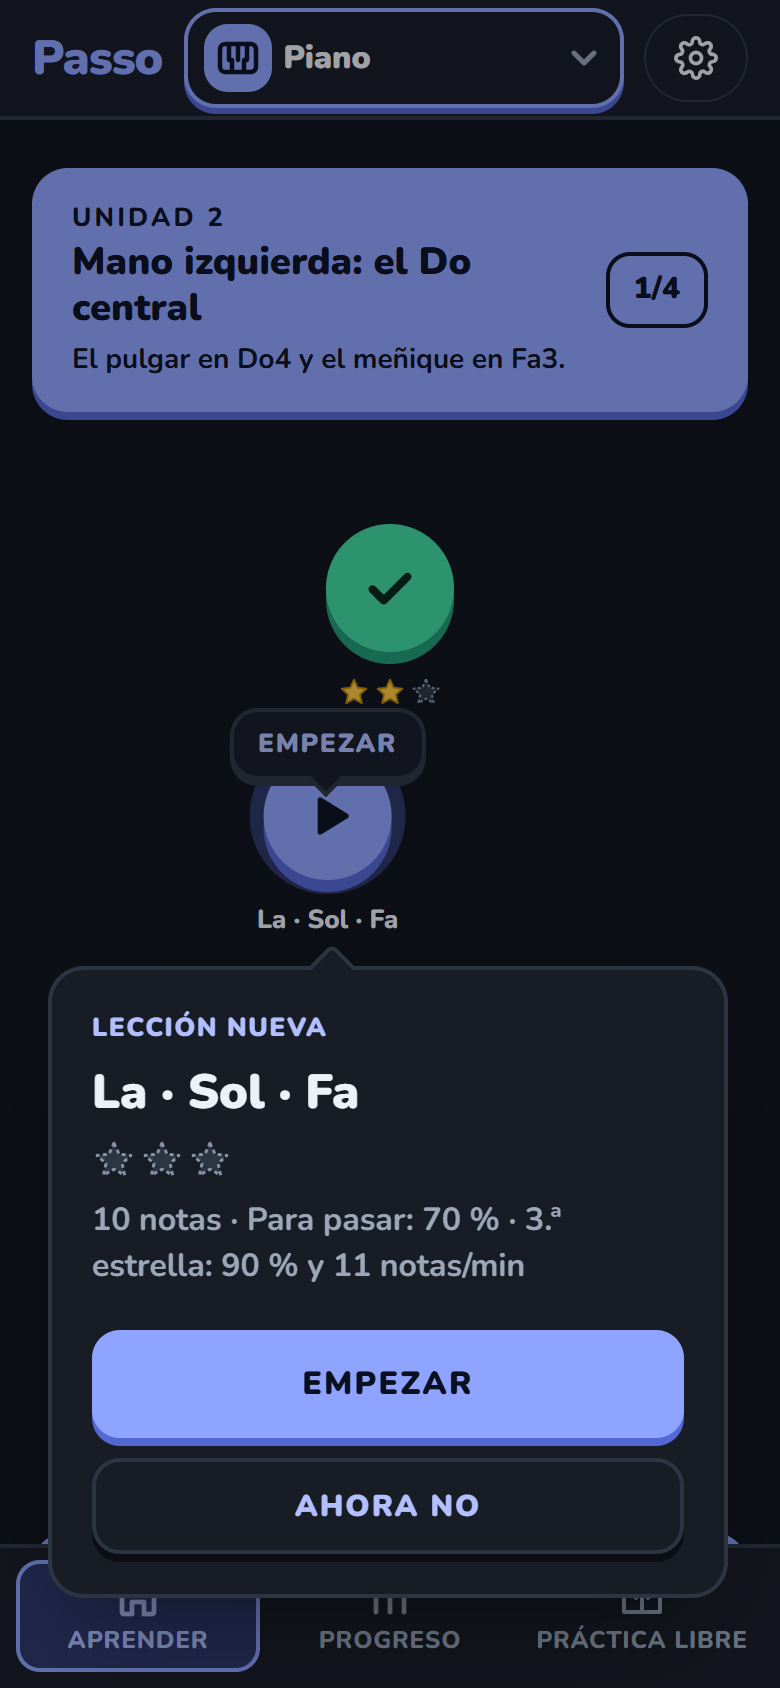 Passo
Piano
UNIDAD 2
Mano izquierda: el Do
central
1/4
El pulgar en Do4 y el meñique en Fa3.
EMPEZAR
La · Sol · Fa
LECCIÓN NUEVA
La · Sol · Fa
10 notas · Para pasar: 70 % · 3.ª
estrella: 90 % y 11 notas/min
EMPEZAR
AHORA NO
APRENDER
PROGRESO
PRÁCTICA LIBRE